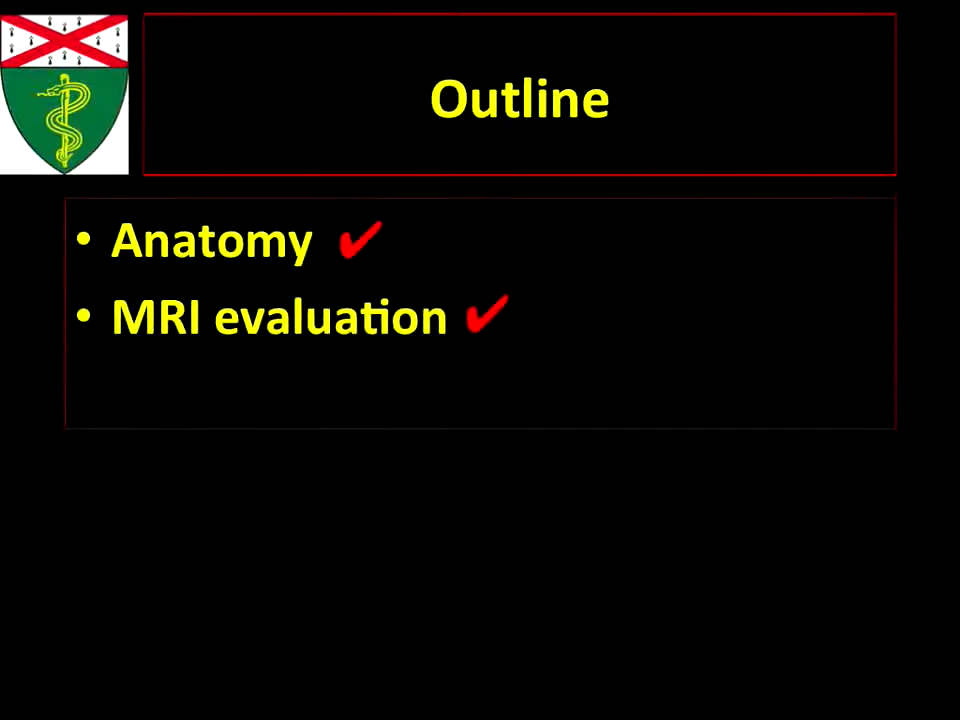 Outline
• Anatomy ✔
• MRI evaluation ✔